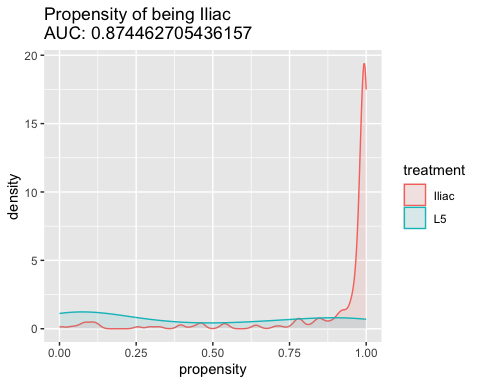 Propensity of being Iliac
AUC: 0.874462705436157
20
15
10
5
0
density
0.00
0.25
0.50
0.75
1.00
propensity
treatment
Iliac
L5